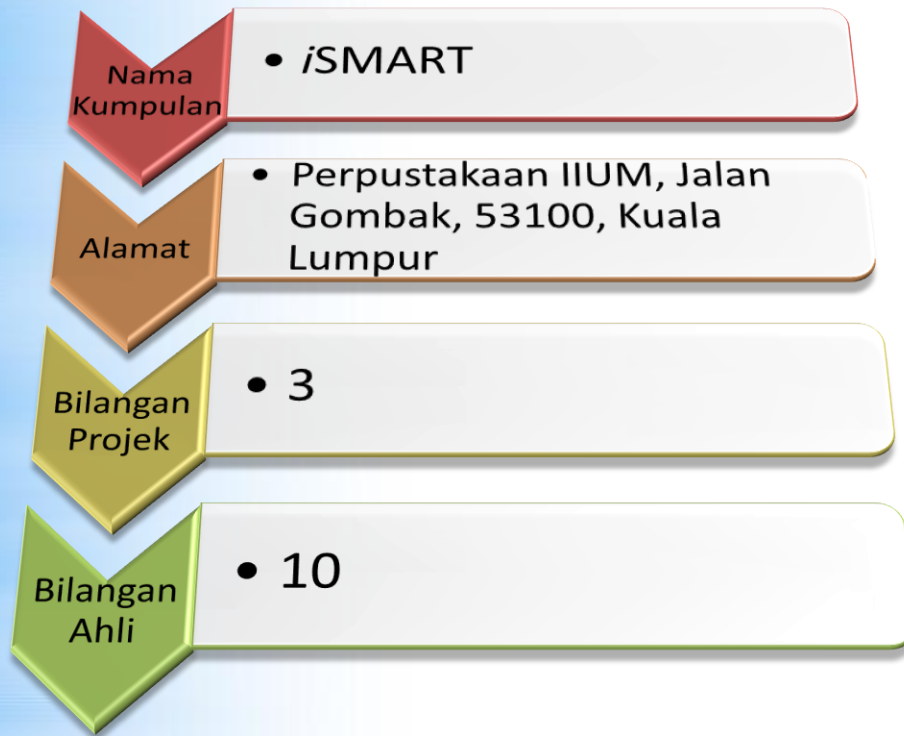 Nama
Kumpulan
• iSMART
Alamat
• Perpustakaan IIUM, Jalan
Gombak, 53100, Kuala
Lumpur
Bilangan
Projek
• 3
Bilangan
Ahli
• 10